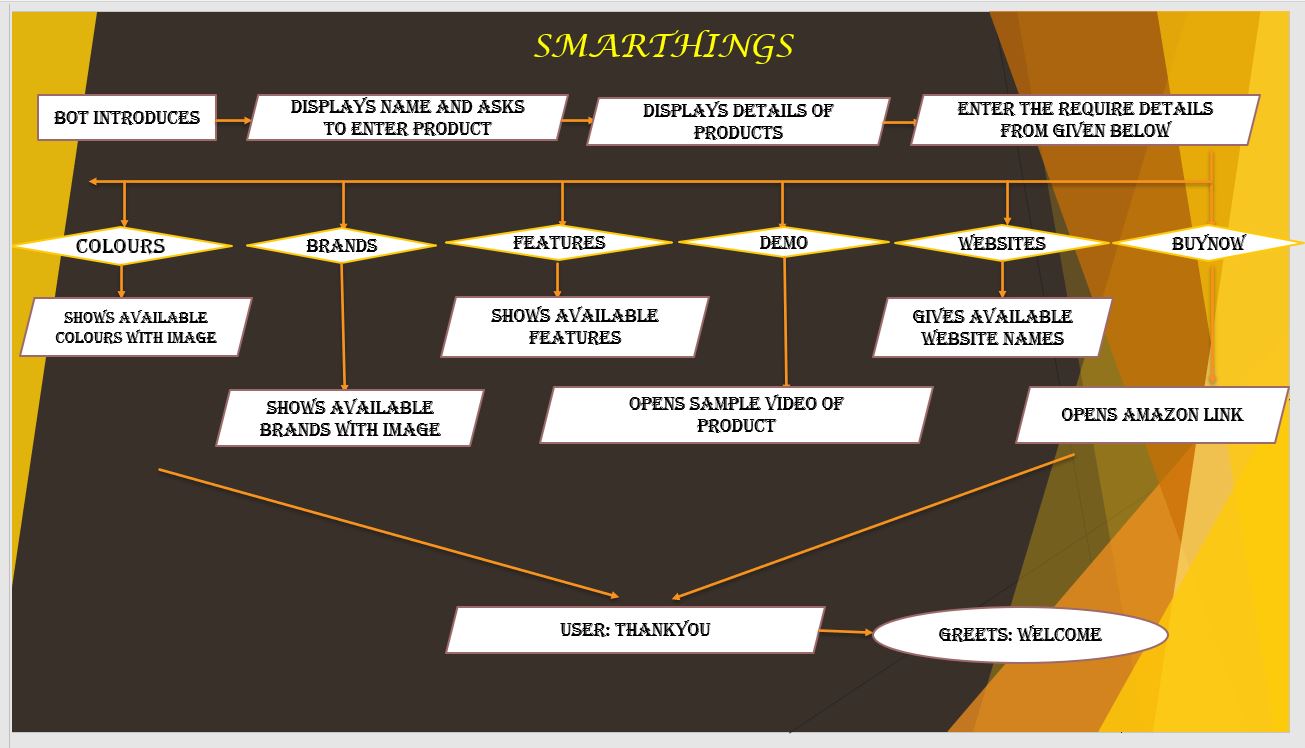 SMARTHINGS
BOT INTRODUCES
DISPLAYS NAME AND ASKS
TO ENTER PRODUCT
DISPLAYS DETAILS OF
PRODUCTS
ENTER THE REQUIRE DETAILS
FROM GIVEN BELOW
COLOURS
BRANDS
FEATURES
DEMO
WEBSITES
BUYNOW
SHOWS AVAILABLE
COLOURS WITH IMAGE
SHOWS AVAILABLE
FEATURES
GIVES AVAILABLE
WEBSITE NAMES
SHOWS AVAILABLE
BRANDS WITH IMAGE
OPENS SAMPLE VIDEO OF
PRODUCT
OPENS AMAZON LINK
USER: THANKYOU
GREETS: WELCOME